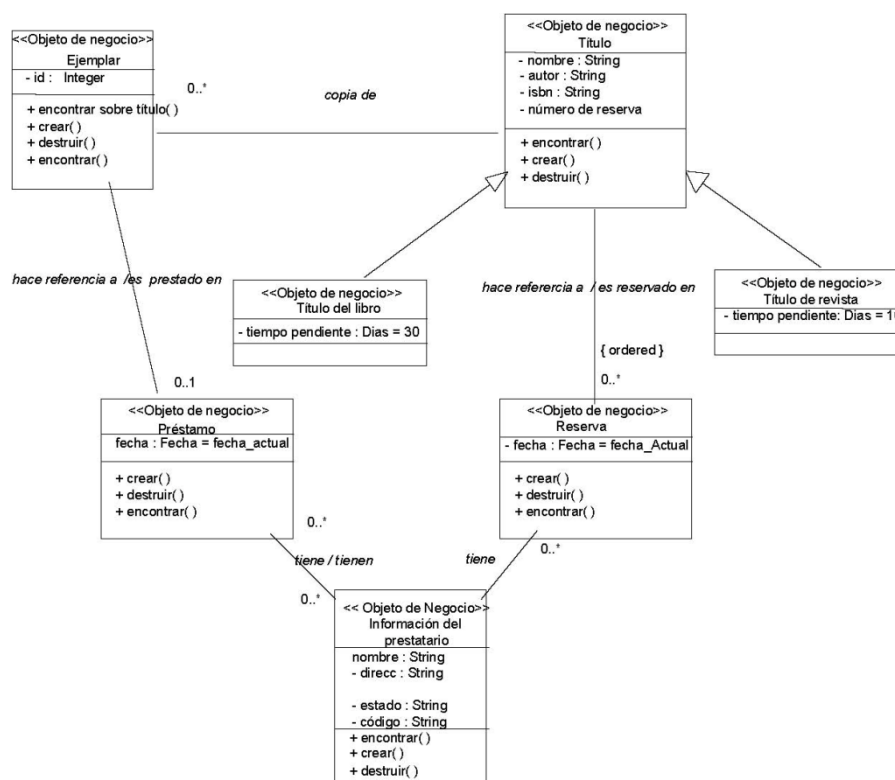 <<Objeto de negocio>>
Ejemplar
- id : Integer
+ encontrar sobre título( )
+ crear( )
+ destruir( )
+ encontrar( )
0..*
copia de
<<Objeto de negocio>>
Título
- nombre : String
- autor : String
- isbn : String
- número de reserva
+ encontrar( )
+ crear( )
+ destruir( )
hace referencia a /es prestado en
<<Objeto de negocio>>
Título del libro
- tiempo pendiente : Dias = 30
hace referencia a / es reservado en
<<Objeto de negocio>>
Título de revista
- tiempo pendiente: Dias = 1
{ ordered }
0..1
0..*
<<Objeto de negocio>>
Préstamo
fecha : Fecha = fecha_actual
+ crear( )
+ destruir( )
+ encontrar( )
<<Objeto de negocio>>
Reserva
- fecha : Fecha = fecha_Actual
+ crear( )
+ destruir( )
+ encontrar( )
0..*
0..*
tiene / tienen
tiene
0..*
<< Objeto de Negocio>>
Información del
prestatario
nombre : String
- direcc : String
- estado : String
- código : String
+ encontrar( )
+ crear( )
+ destruir( )